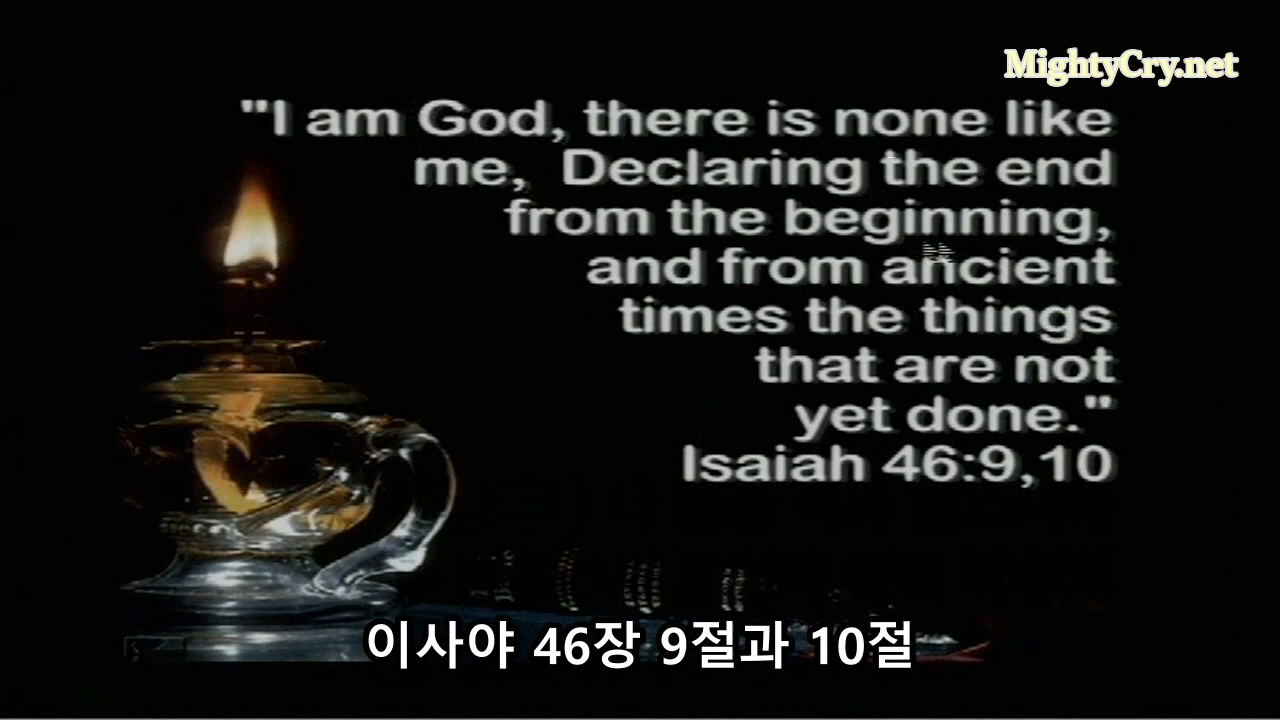 MightyCry.net
"I am God, there is none like
me, Declaring the end
from the beginning,
and from ancient
times the things
that are not
yet done."
Isaiah 46:9,10
이사야 46장 9절과 10절